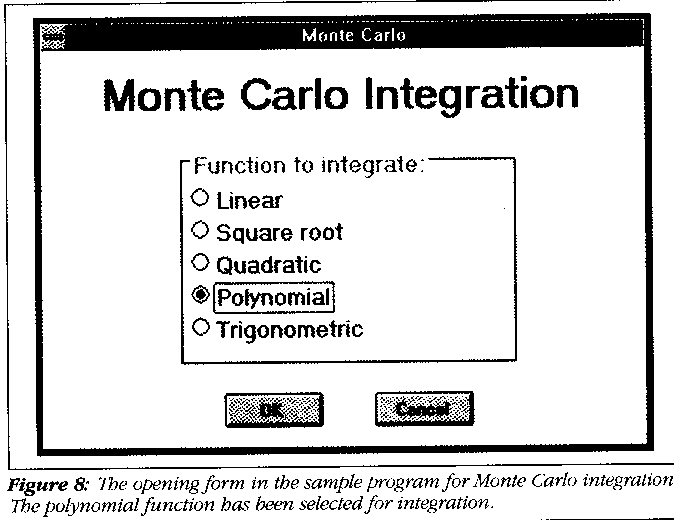 Monte Carlo
Monte Carlo Integration
Function to integrate:
Linear
Square root
Quadratic
Polynomial
Trigonometric
OK Cancel
Figure 8: The opening form in the sample program for Monte Carlo integration
The polynomial function has been selected for integration.